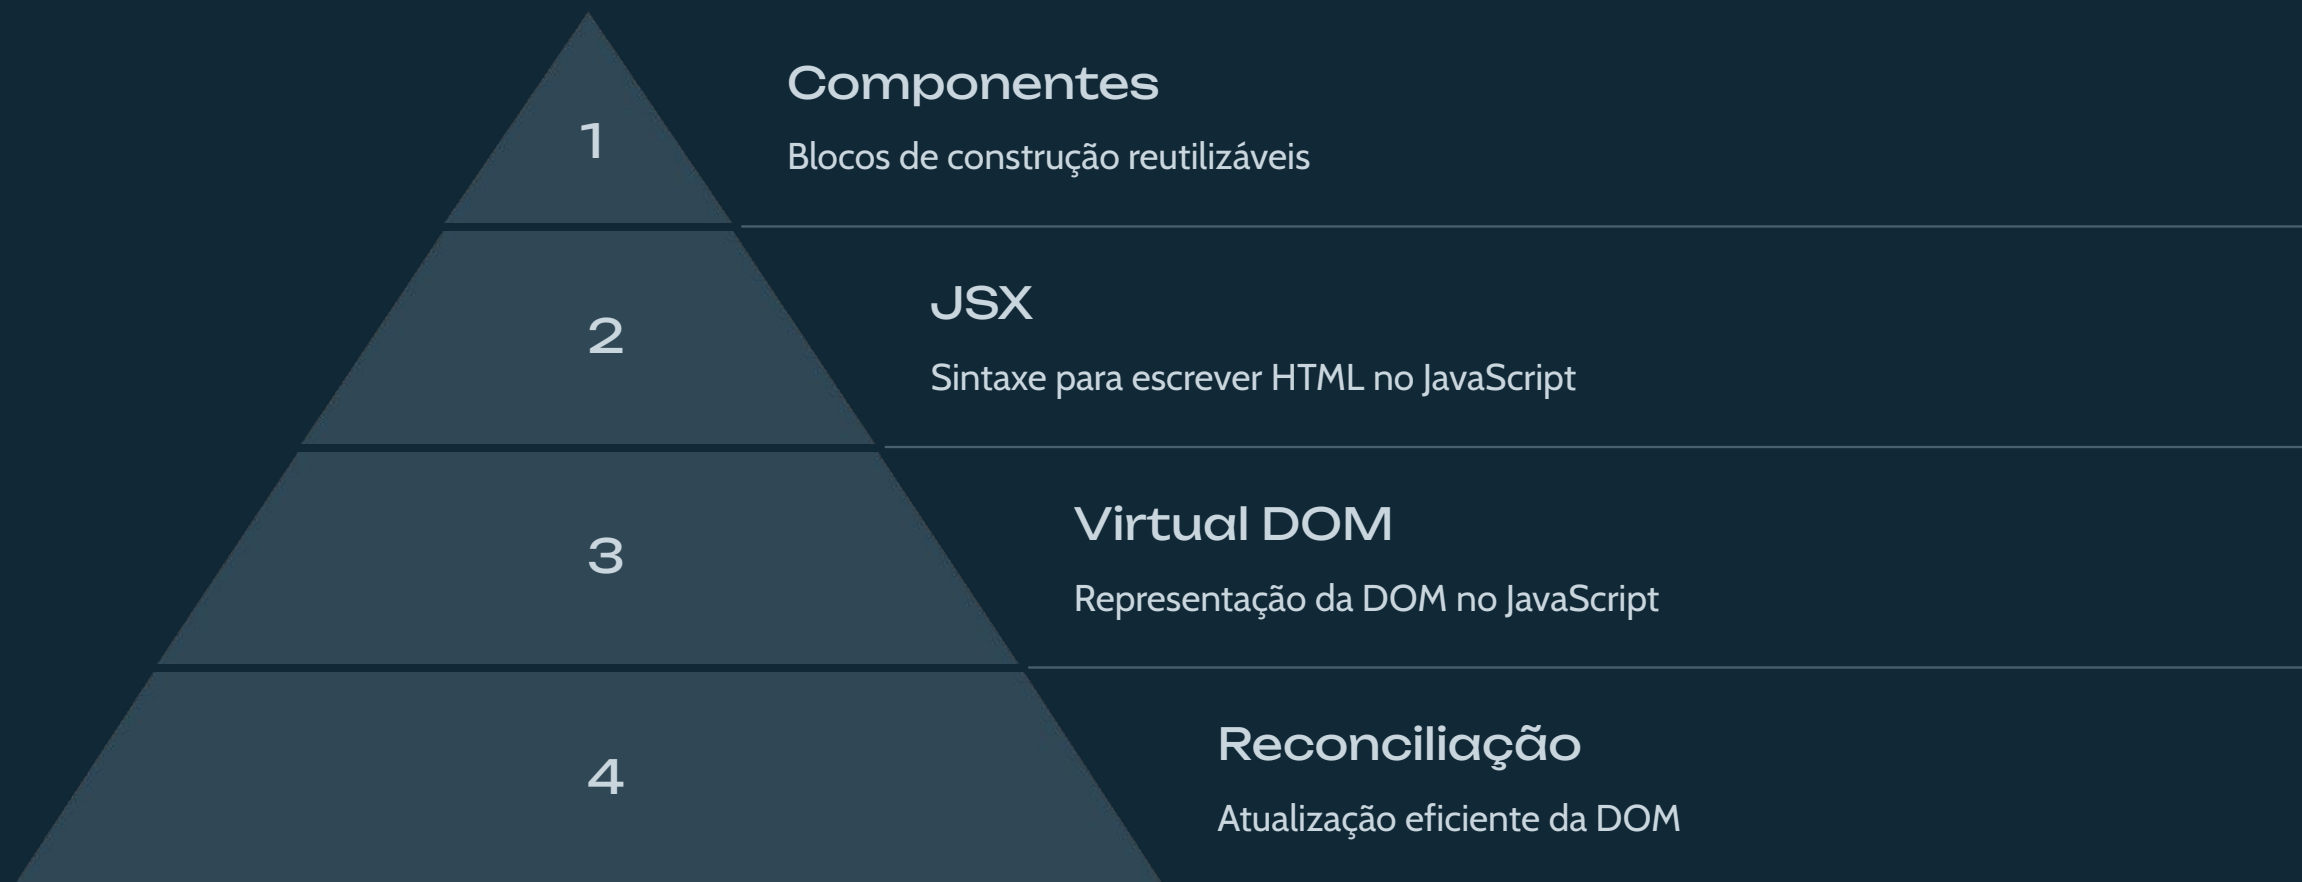 1
Componentes
Blocos de construção reutilizáveis
2
JSX
Sintaxe para escrever HTML no JavaScript
3
Virtual DOM
Representação da DOM no JavaScript
4
Reconciliação
Atualização eficiente da DOM